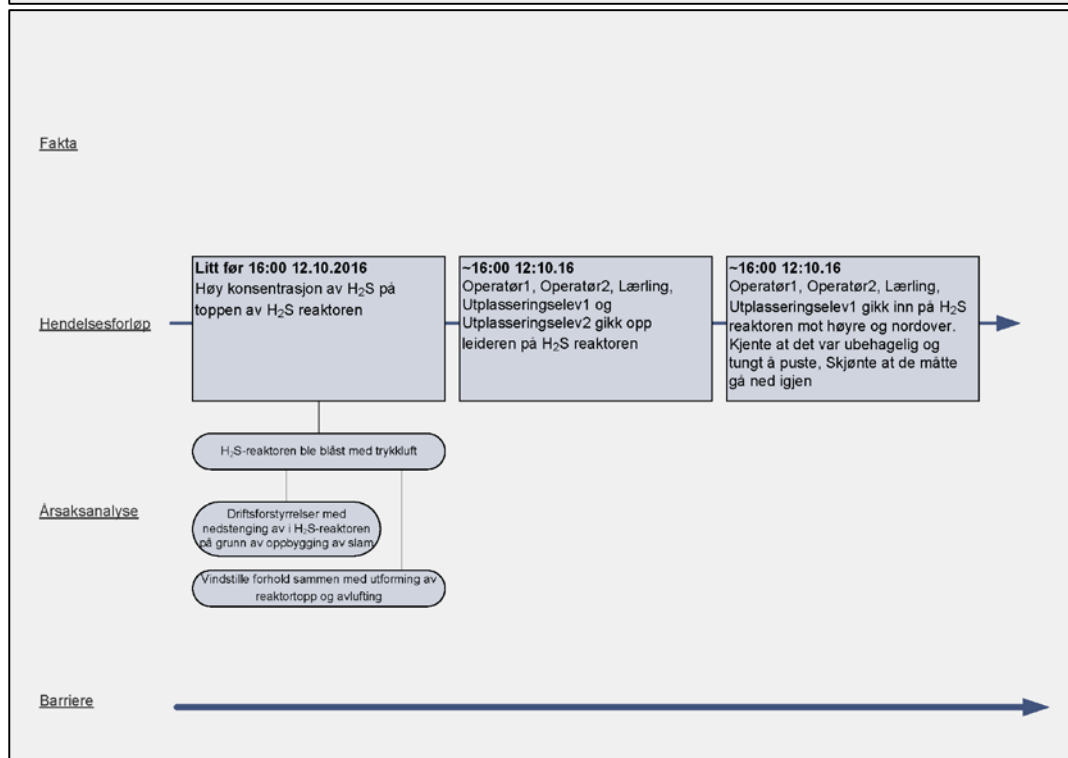 Fakta
Hendelsesforløp
Litt før 16:00 12.10.2016
Høy konsentrasjon av H₂S på
toppen av H₂S reaktoren
~16:00 12:10.16
Operatør1, Operatør2, Lærling,
Utplasseringselev1 og
Utplasseringselev2 gikk opp
leideren på H₂S reaktoren
~16:00 12:10.16
Operatør1, Operatør2, Lærling,
Utplasseringselev1 gikk inn på H₂S
reaktoren mot høyre og nordover.
Kjente at det var ubehagelig og
tungt å puste, Skjønte at de måtte
gå ned igjen
H₂S-reaktoren ble blåst med trykkluft
Årsaksanalyse
Driftsforstyrrelser med
nedstenging av i H₂S-reaktoren
på grunn av oppbygging av slam
Vindstille forhold sammen med utforming av
reaktortopp og avlufting
Barriere